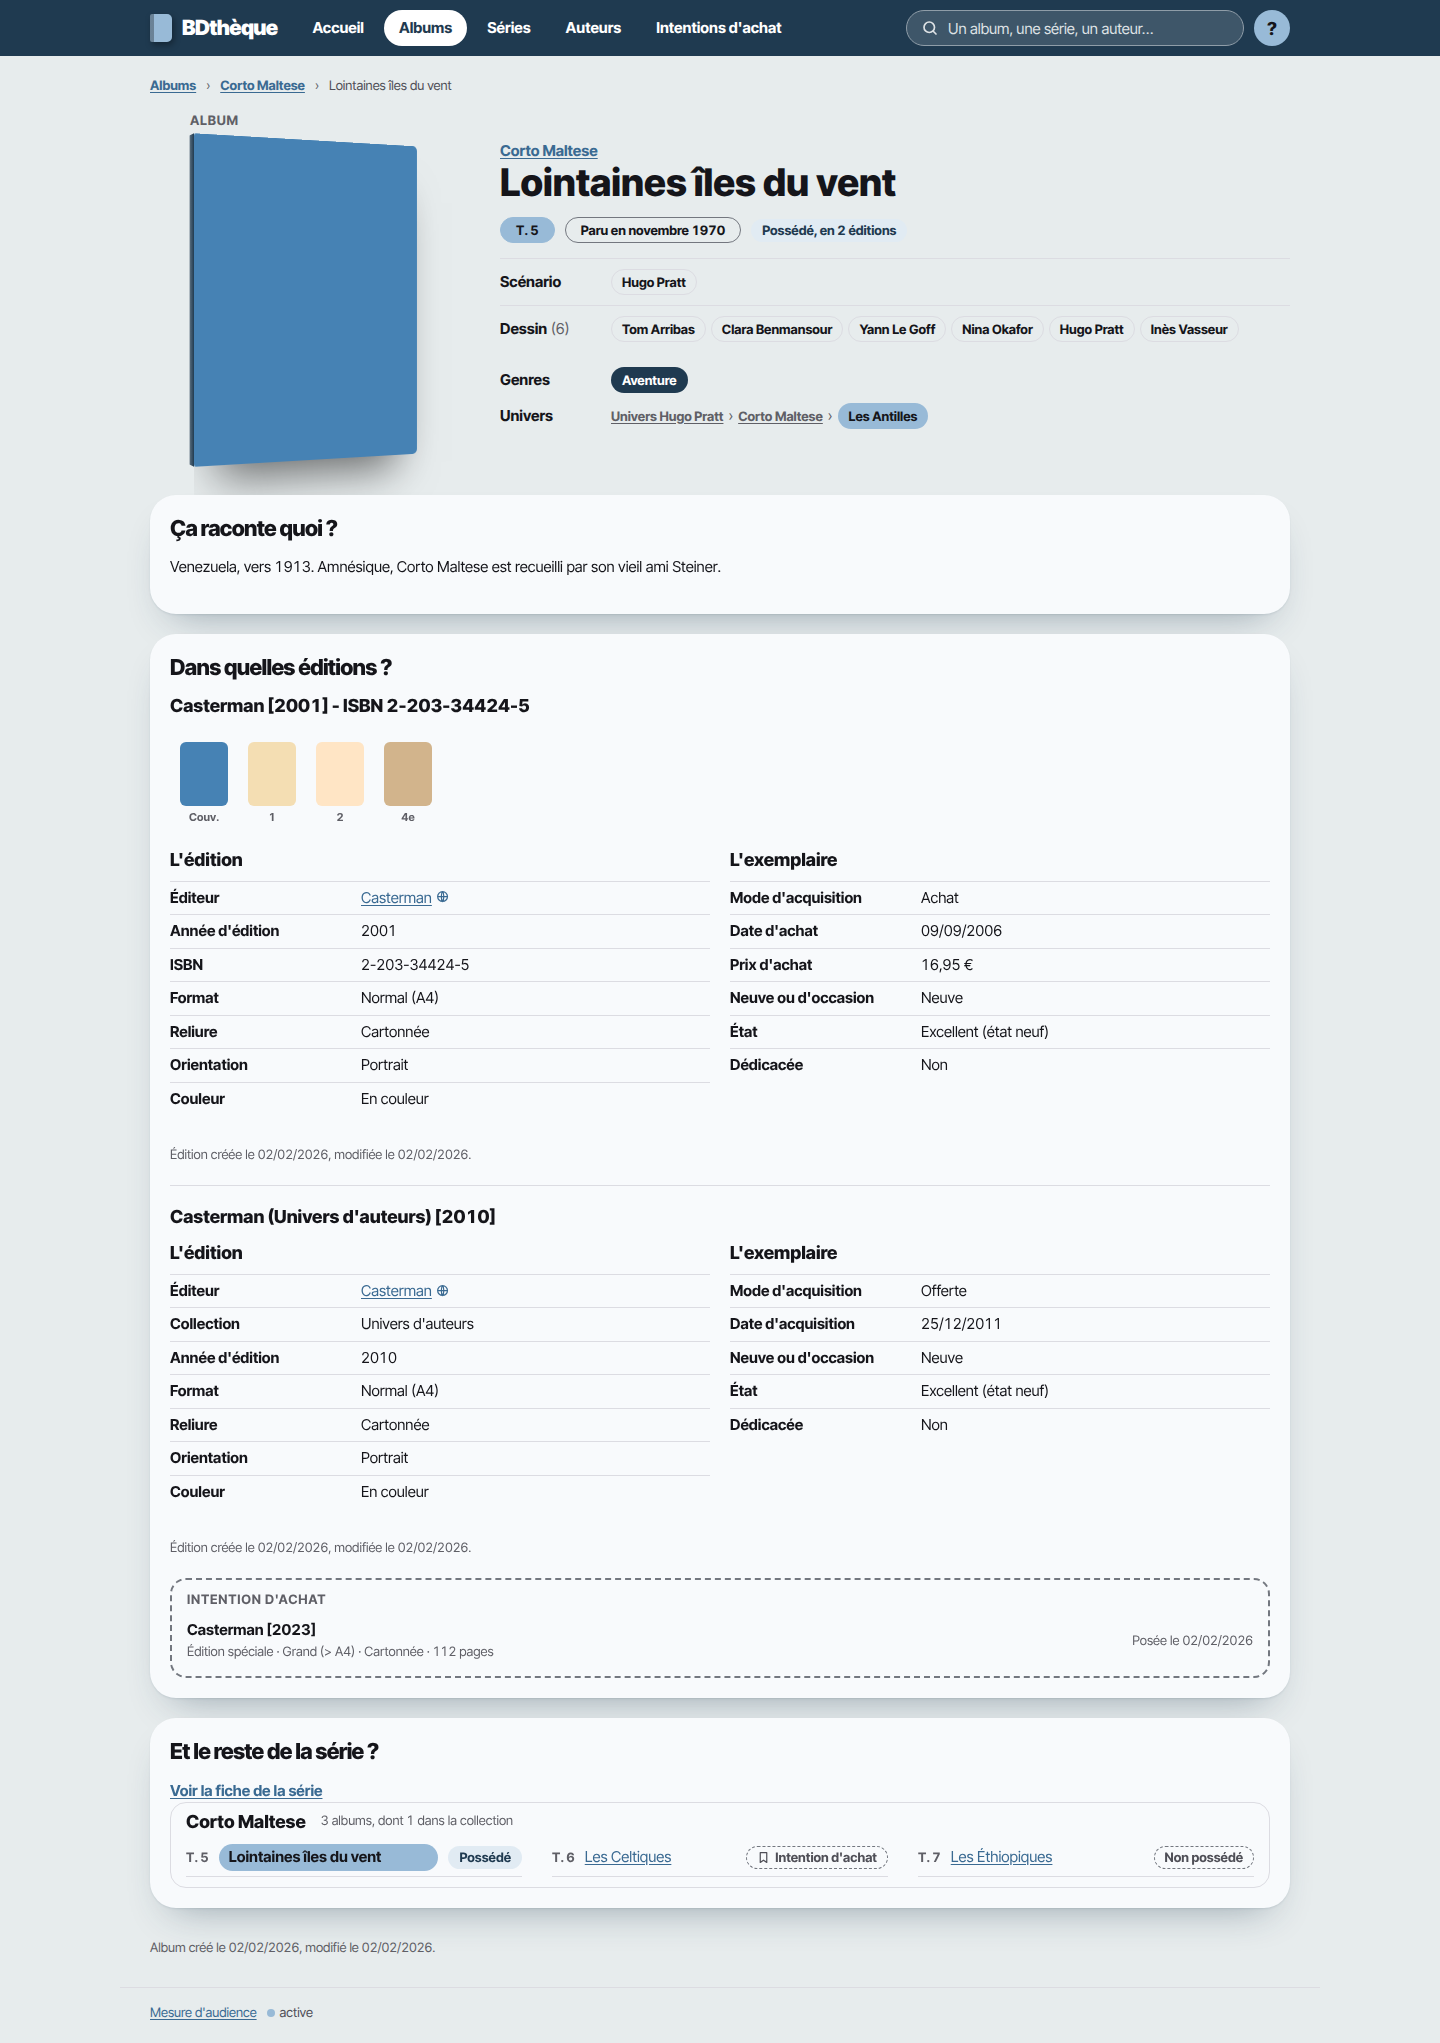 BDthèque Accueil Albums Séries Auteurs Intentions d'achat Un album, une série, un auteur... ?
Albums › Corto Maltese › Lointaines îles du vent
ALBUM
Corto Maltese
Lointaines îles du vent
T. 5 Paru en novembre 1970 Possédé, en 2 éditions
Scénario Hugo Pratt
Dessin (6) Tom Arribas Clara Benmansour Yann Le Goff Nina Okafor Hugo Pratt Inès Vasseur
Genres Aventure
Univers Univers Hugo Pratt › Corto Maltese › Les Antilles
Ça raconte quoi ?
Venezuela, vers 1913. Amnésique, Corto Maltese est recueilli par son vieil ami Steiner.
Dans quelles éditions ?
Casterman [2001] - ISBN 2-203-34424-5
Couv. 1 2 4e
L'édition
Éditeur Casterman
Année d'édition 2001
ISBN 2-203-34424-5
Format Normal (A4)
Reliure Cartonnée
Orientation Portrait
Couleur En couleur
L'exemplaire
Mode d'acquisition Achat
Date d'achat 09/09/2006
Prix d'achat 16,95 €
Neuve ou d'occasion Neuve
État Excellent (état neuf)
Dédicacée Non
Édition créée le 02/02/2026, modifiée le 02/02/2026.
Casterman (Univers d'auteurs) [2010]
L'édition
Éditeur Casterman
Collection Univers d'auteurs
Année d'édition 2010
Format Normal (A4)
Reliure Cartonnée
Orientation Portrait
Couleur En couleur
L'exemplaire
Mode d'acquisition Offerte
Date d'acquisition 25/12/2011
Neuve ou d'occasion Neuve
État Excellent (état neuf)
Dédicacée Non
Édition créée le 02/02/2026, modifiée le 02/02/2026.
INTENTION D'ACHAT
Casterman [2023]
Édition spéciale · Grand (> A4) · Cartonnée · 112 pages
Posée le 02/02/2026
Et le reste de la série ?
Voir la fiche de la série
Corto Maltese 3 albums, dont 1 dans la collection
T. 5 Lointaines îles du vent Possédé T. 6 Les Celtiques Intention d'achat T. 7 Les Éthiopiques Non possédé
Album créé le 02/02/2026, modifié le 02/02/2026.
Mesure d'audience active